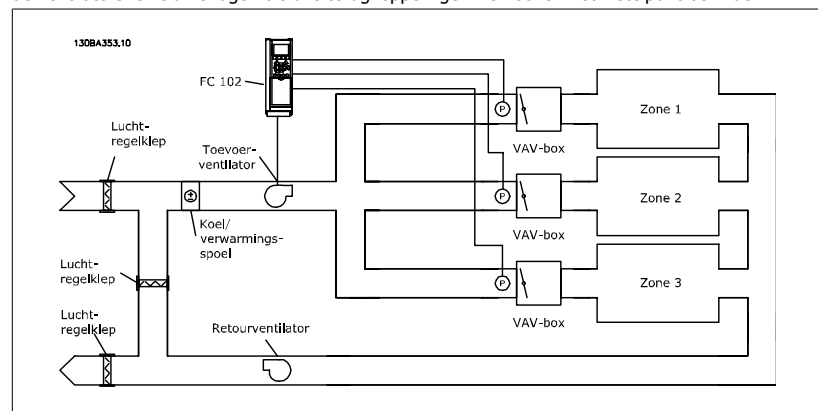 130BA353.10
FC 102
Lucht-
regelklep
Toevoer-
ventilator
Koel/
verwarmings-
spoel
Lucht-
regelklep
Lucht-
regelklep
Retourventilator
P
VAV-box
Zone 1
P
VAV-box
Zone 2
P
VAV-box
Zone 3